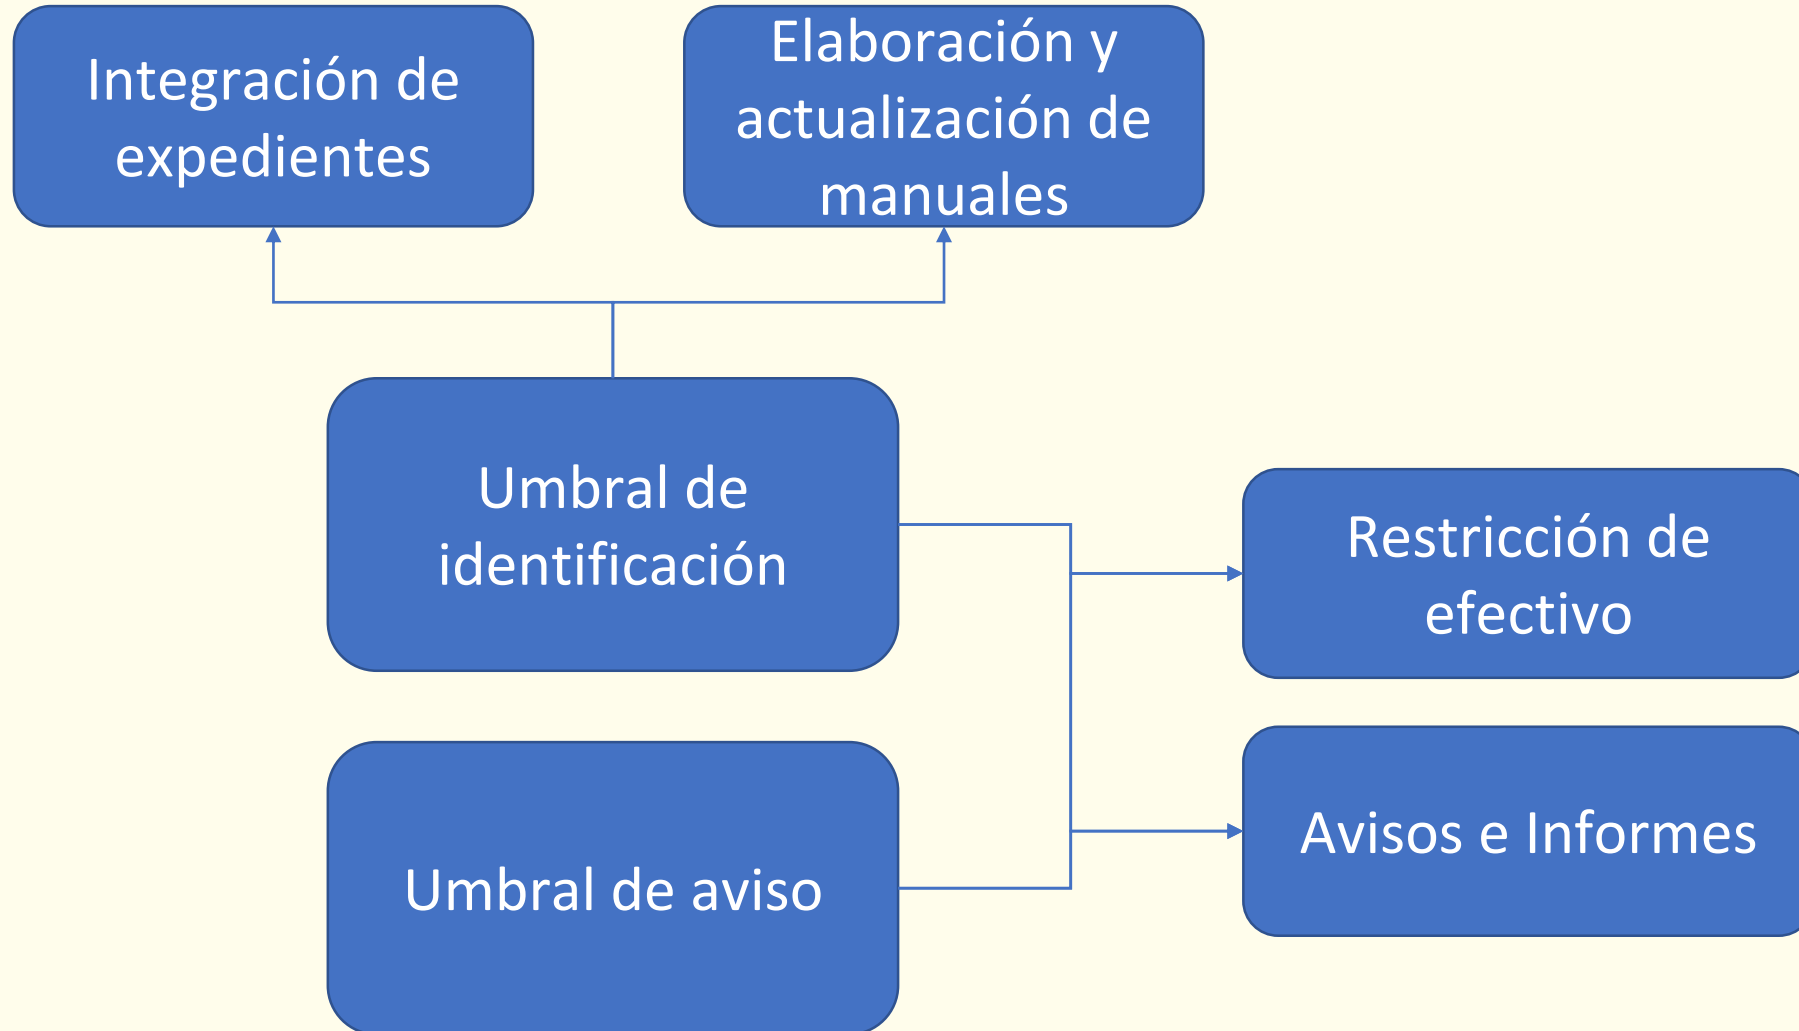 Integración de
expedientes
Elaboración y
actualización de
manuales
Umbral de
identificación
Restricción de
efectivo
Umbral de aviso
Avisos e Informes